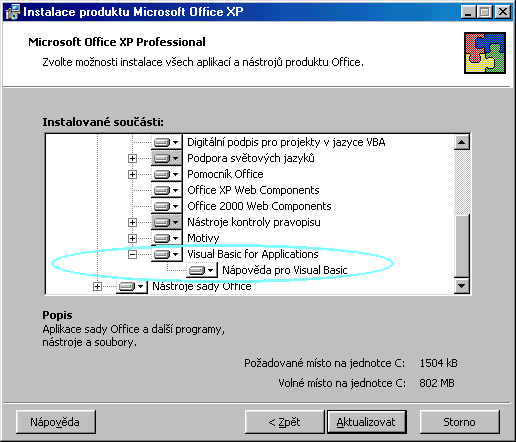 Instalace produktu Microsoft Office XP
Microsoft Office XP Professional
Zvolte možnosti instalace všech aplikací a nástrojů produktu Office.
Instalované součásti:
Digitální podpis pro projekty v jazyce VBA
Podpora světových jazyků
Pomocník Office
Office XP Web Components
Office 2000 Web Components
Nástroje kontroly pravopisu
Motivy
Visual Basic for Applications
Nápověda pro Visual Basic
Nástroje sady Office
Popis
Aplikace sady Office a další programy,
nástroje a soubory.
Požadované místo na jednotce C: 1504 kB
Volné místo na jednotce C: 802 MB
Nápověda
< Zpět
Aktualizovat
Storno